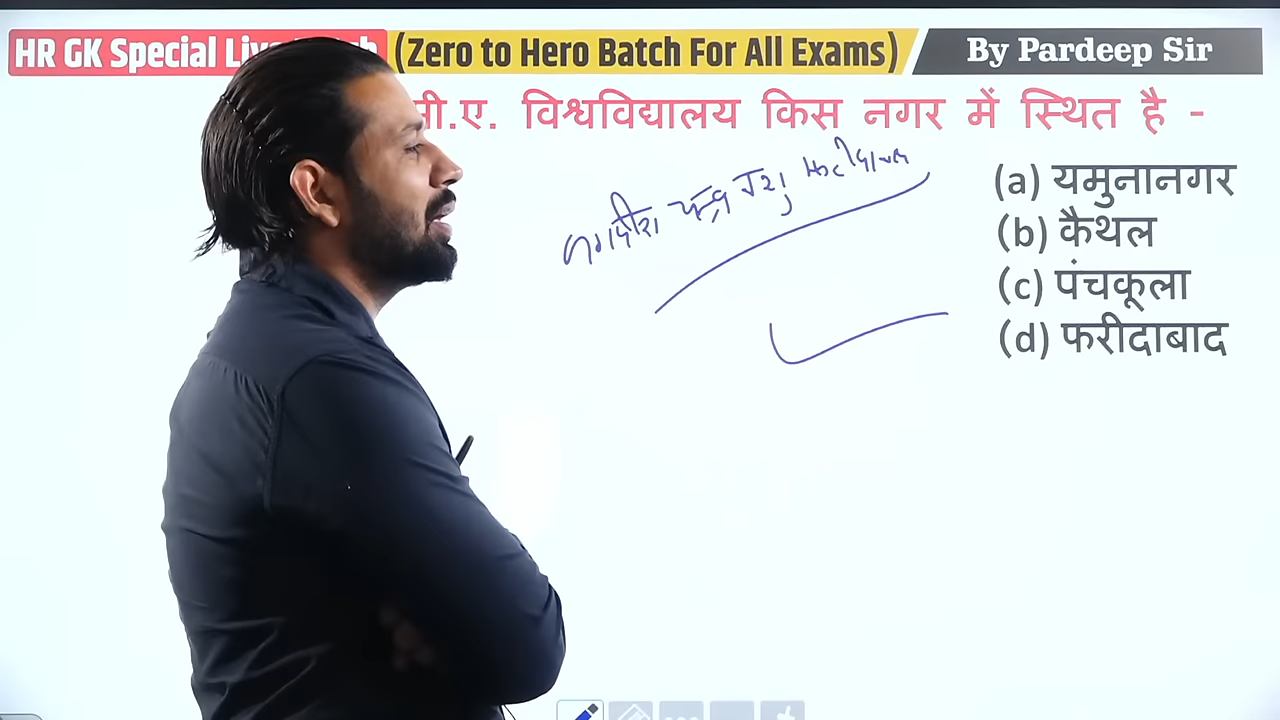 HR GK Special Live
(Zero to Hero Batch For All Exams)
By Pardeep Sir
.ए. विश्वविद्यालय किस नगर में स्थित है -
(a) यमुनानगर
(b) कैथल
(c) पंचकूला
(d) फरीदाबाद